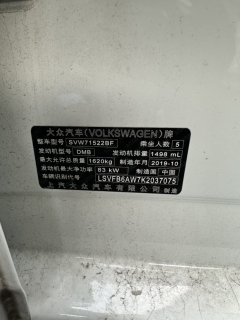 大众汽车(VOLKSWAGEN)牌
整车型号 SVW71522BF 乘坐人数 5
发动机型号 DMB 发动机排量 1498 mL
最大允许总质量 1620kg 制造年月 2019-10
发动机最大净功率 83 kW 制造国 中国
车辆识别代号 LSVFB6AW7K2037075
上汽大众汽车有限公司 制造